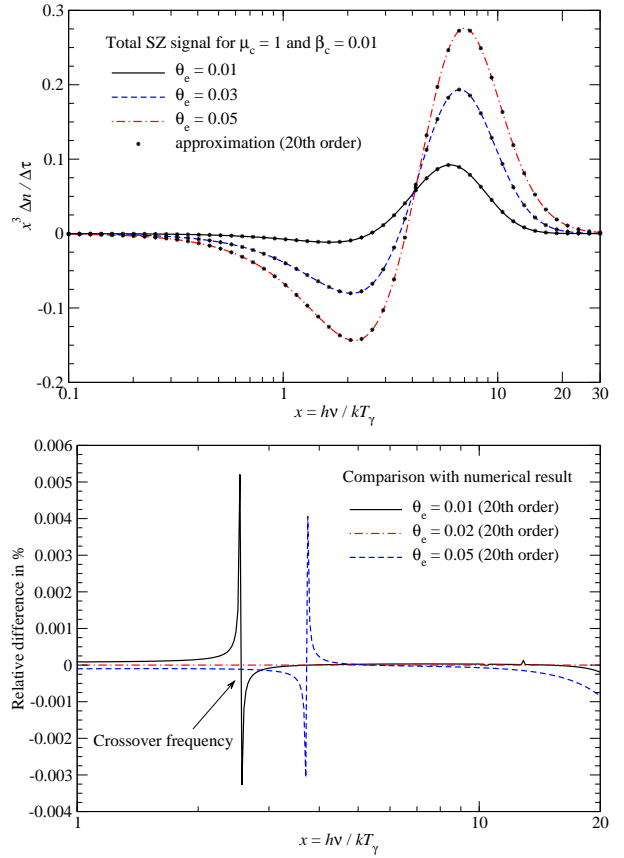 0.3
Total SZ signal for μc = 1 and βc = 0.01
θe = 0.01
θe = 0.03
θe = 0.05
approximation (20th order)
0.2
0.1
0
-0.1
-0.2
x³ Δn / Δτ
0.1 1 10 20 30
x = hν / kTγ
0.006
0.005
0.004
0.003
0.002
0.001
0
-0.001
-0.002
-0.003
-0.004
Relative difference in %
Comparison with numerical result
θe = 0.01 (20th order)
θe = 0.02 (20th order)
θe = 0.05 (20th order)
Crossover frequency
1 10 20
x = hν / kTγ